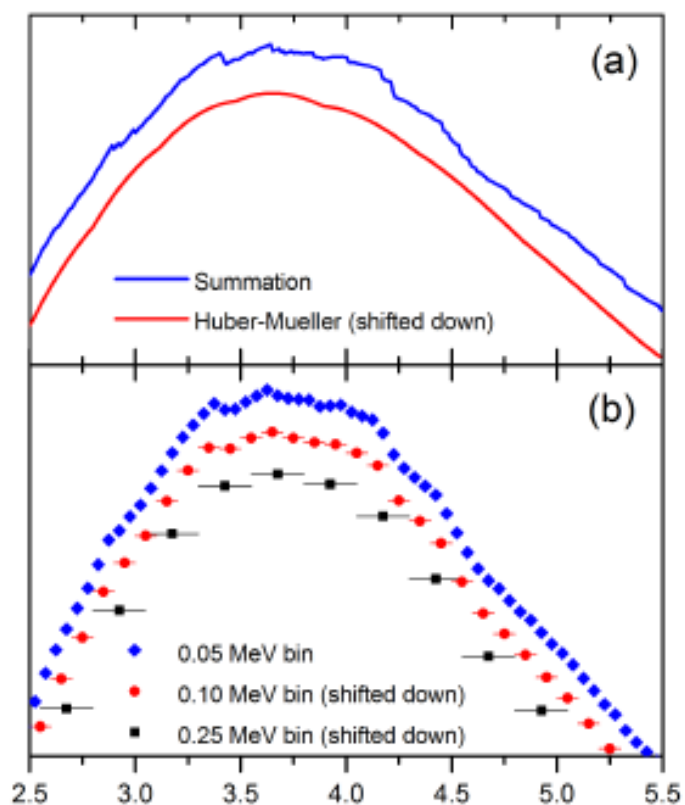 (a)
Summation
Huber-Mueller (shifted down)
(b)
0.05 MeV bin
0.10 MeV bin (shifted down)
0.25 MeV bin (shifted down)
2.5 3.0 3.5 4.0 4.5 5.0 5.5